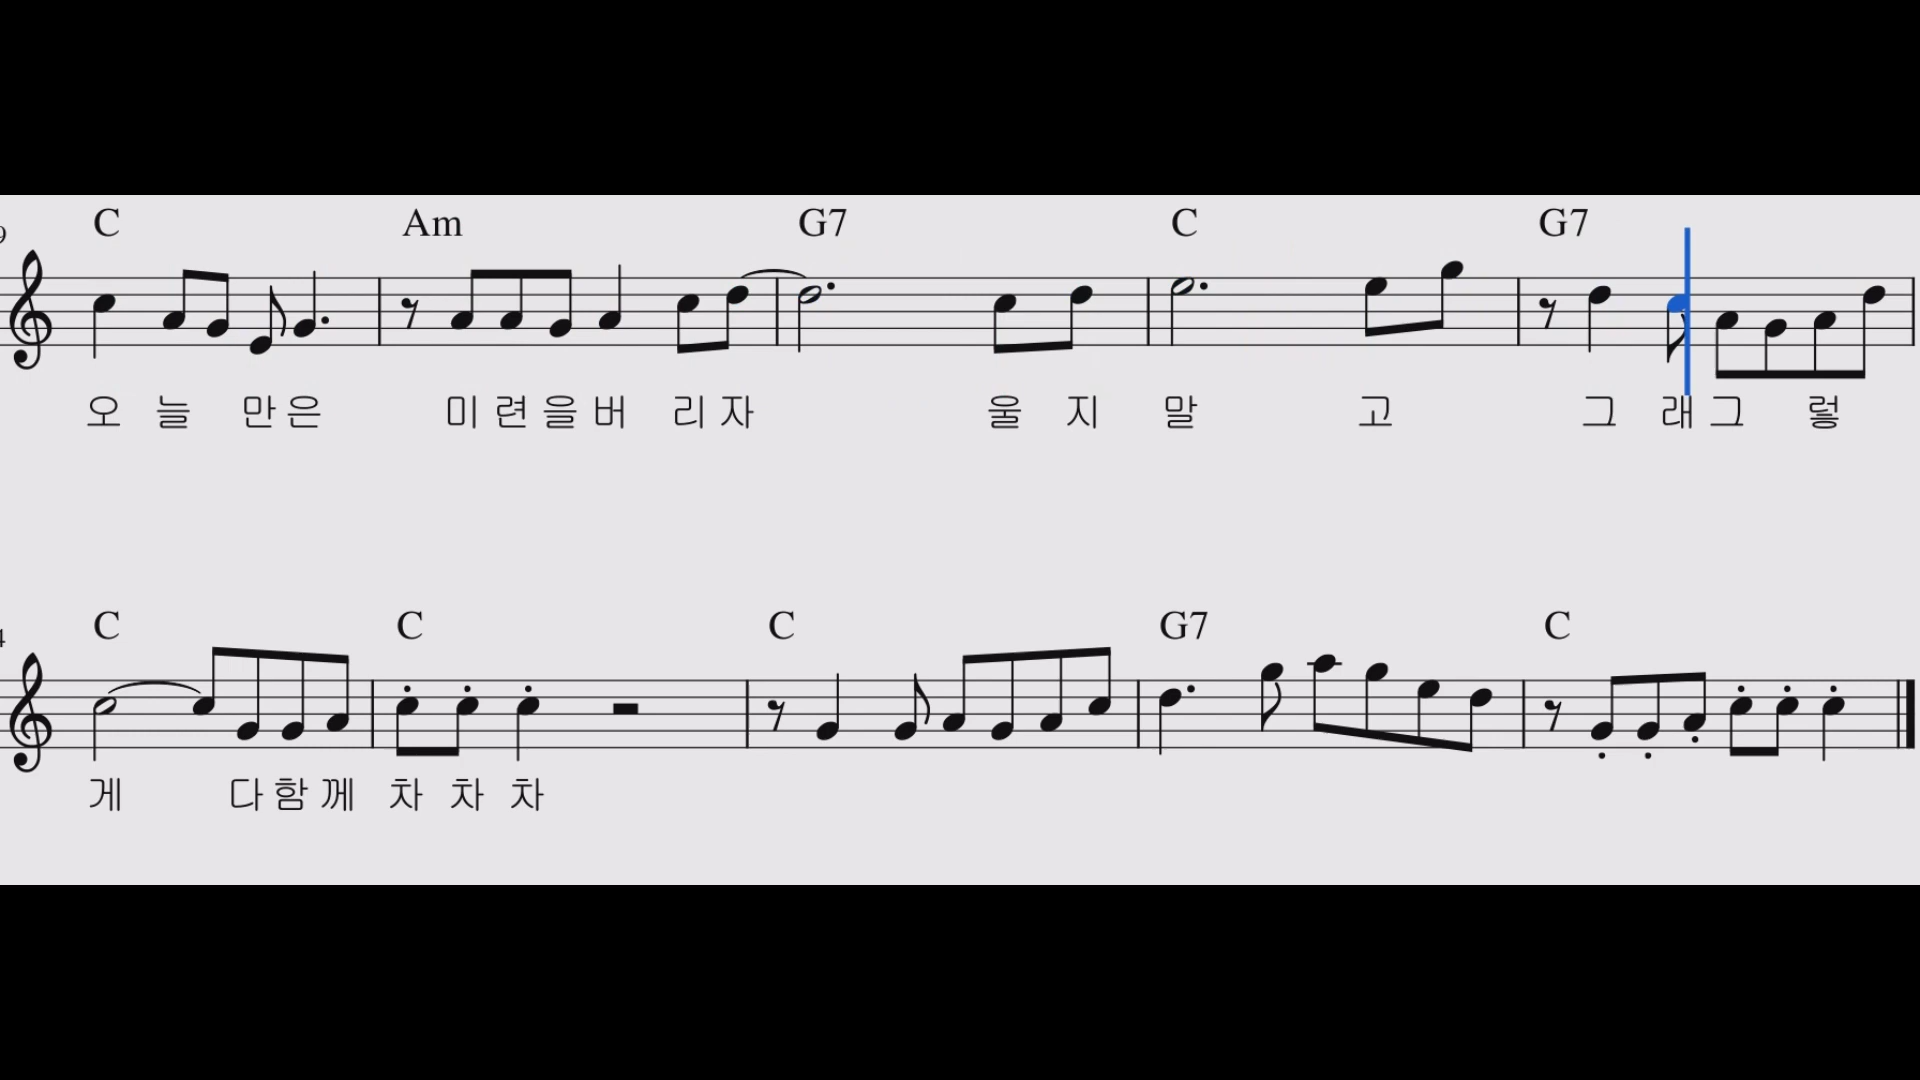 C Am G7 C G7
오 늘 만 은 미 련 을 버 리 자 울 지 말 고 그 래 그 렇
C C C G7 C
게 다 함 께 차 차 차